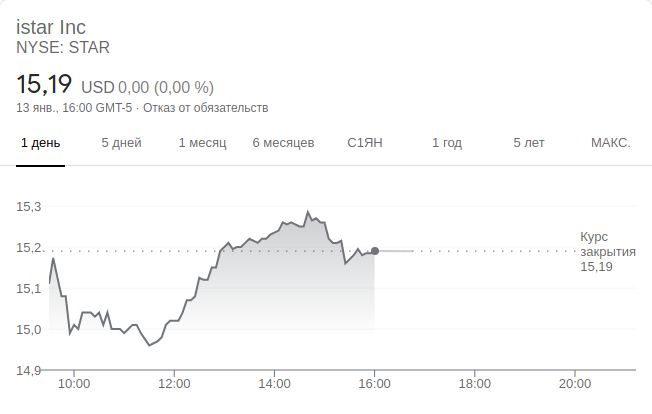 istar Inc
NYSE: STAR
15,19 USD 0,00 (0,00 %)
13 янв., 16:00 GMT-5 · Отказ от обязательств
1 день 5 дней 1 месяц 6 месяцев С1ЯН 1 год 5 лет МАКС.
15,3
15,2
15,1
15,0
14,9
Курс
закрытия
15,19
10:00 12:00 14:00 16:00 18:00 20:00